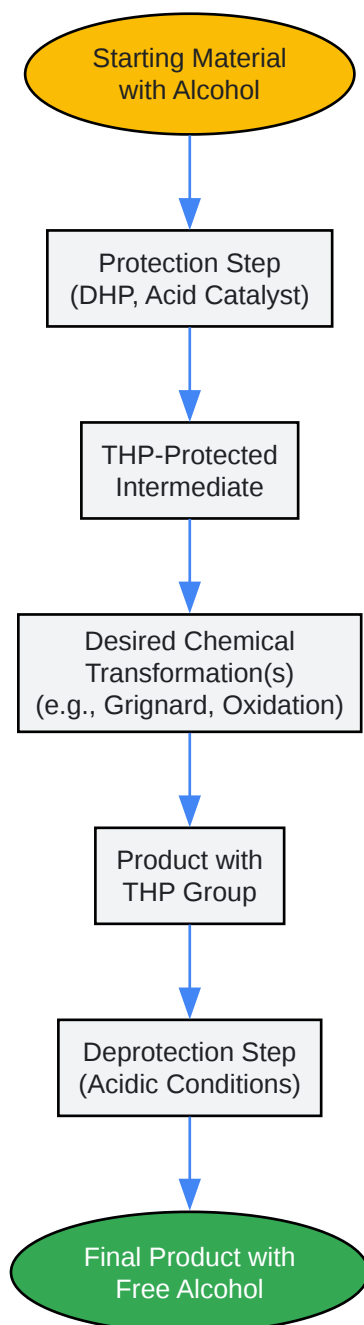 Starting Material
with Alcohol
Protection Step
(DHP, Acid Catalyst)
THP-Protected
Intermediate
Desired Chemical
Transformation(s)
(e.g., Grignard, Oxidation)
Product with
THP Group
Deprotection Step
(Acidic Conditions)
Final Product with
Free Alcohol